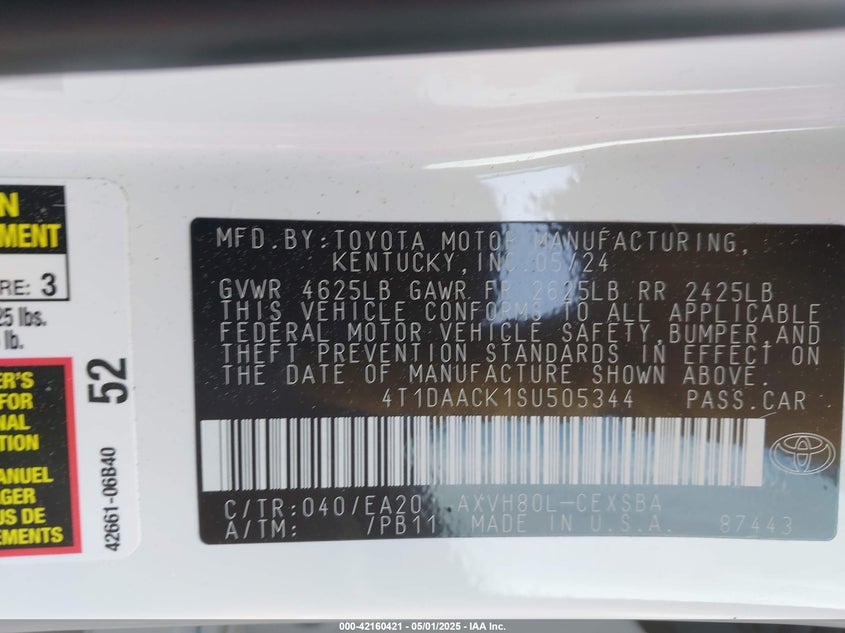 N
MENT
RE: 3
25 lbs.
lb.
ER'S
FOR
NAL
TION
MANUEL
GER
US DE
EMENTS
52
42661-06B40
MFD.BY:TOYOTA MOTOR MANUFACTURING,
KENTUCKY,INC.05/24
GVWR 4625LB GAWR FR 2625LB RR 2425LB
THIS VEHICLE CONFORMS TO ALL APPLICABLE
FEDERAL MOTOR VEHICLE SAFETY,BUMPER,AND
THEFT PREVENTION STANDARDS IN EFFECT ON
THE DATE OF MANUFACTURE SHOWN ABOVE.
4T1DAACK1SU505344 PASS.CAR
C/TR:040/EA20 AXVH80L-CEXSBA
A/TM: /PB11 MADE IN U.S.A. 87443
000-42160421 - 05/01/2025 - IAA Inc.